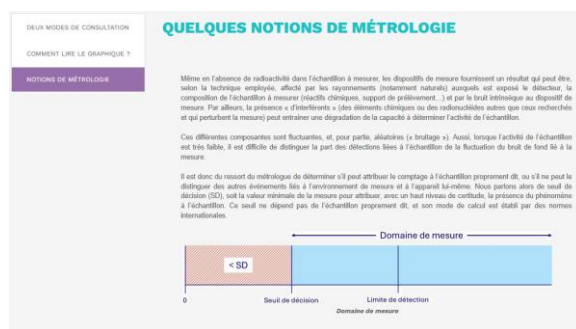 DEUX MODES DE CONSULTATION
COMMENT LIRE LE GRAPHIQUE ?
NOTIONS DE MÉTROLOGIE
QUELQUES NOTIONS DE MÉTROLOGIE
Même en l'absence de radioactivité dans l'échantillon à mesurer, les dispositifs de mesure fournissent un résultat qui peut être,
selon la technique employée, affecté par les rayonnements (notamment naturels) auxquels est exposé le détecteur, la
composition de l'échantillon à mesurer (réactifs chimiques, support de prélèvement...) et par le bruit intrinsèque au dispositif de
mesure. Par ailleurs, la présence « d'interférents » (des éléments chimiques ou des radionucléides autres que ceux recherchés
et qui perturbent la mesure) peut entrainer une dégradation de la capacité à déterminer l'activité de l'échantillon.
Ces différentes composantes sont fluctuantes, et, pour partie, aléatoires (« bruitage »). Aussi, lorsque l'activité de l'échantillon
est très faible, il est difficile de distinguer la part des détections liées à l'échantillon de la fluctuation du bruit de fond lié à la
mesure.
Il est donc du ressort du métrologue de déterminer s'il peut attribuer le comptage à l'échantillon proprement dit, ou s'il ne peut le
distinguer des autres événements liés à l'environnement de mesure et à l'appareil lui-même. Nous parlons alors de seuil de
décision (SD), soit la valeur minimale de la mesure pour attribuer, avec un haut niveau de certitude, la présence du phénomène
à l'échantillon. Ce seuil ne dépend pas de l'échantillon proprement dit, et son mode de calcul est établi par des normes
internationales.
Domaine de mesure
< SD
0
Seuil de décision
Limite de détection
Domaine de mesure